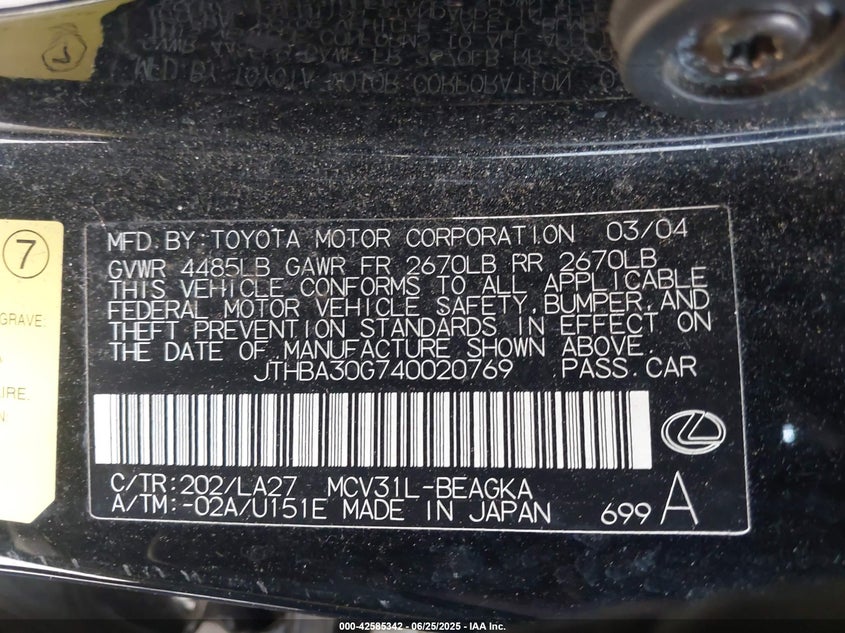 7
GRAVE.
IRE.
N
MFD. BY: TOYOTA MOTOR CORPORATION 03/04
GVWR 4485LB GAWR FR 2670LB RR 2670LB
THIS VEHICLE CONFORMS TO ALL APPLICABLE
FEDERAL MOTOR VEHICLE SAFETY, BUMPER, AND
THEFT PREVENTION STANDARDS IN EFFECT ON
THE DATE OF MANUFACTURE SHOWN ABOVE.
JTHBA30G740020769 PASS. CAR
C/TR: 202/LA27 MCV31L-BEAGKA
A/TM: -02A/U151E MADE IN JAPAN 699 A
000-42585342 | 06/25/2025 | IAA Inc.